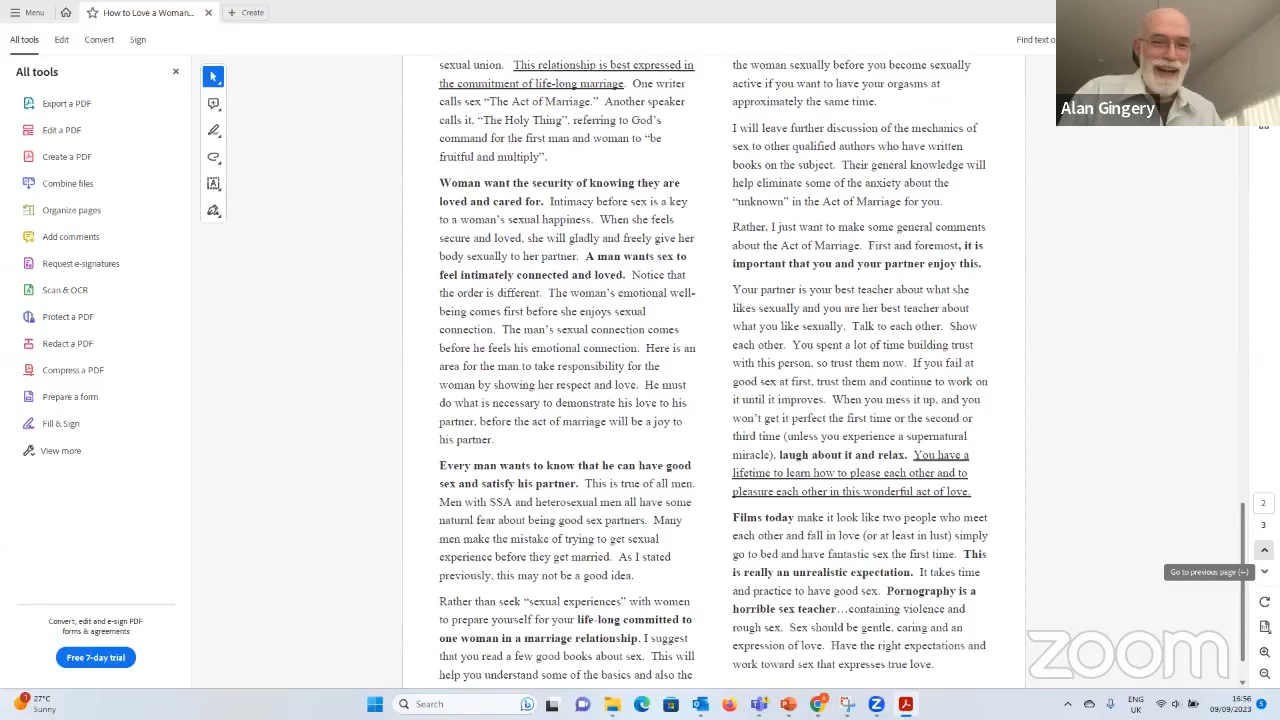 Menu
How to Love a Woman...
Create
All tools
Edit
Convert
Sign
Find text o
All tools
Export a PDF
Edit a PDF
Create a PDF
Combine files
Organize pages
Add comments
Request e-signatures
Scan & OCR
Protect a PDF
Redact a PDF
Compress a PDF
Prepare a form
Fill & Sign
View more
Convert, edit and e-sign PDF
forms & agreements
Free 7-day trial
sexual union. This relationship is best expressed in
the commitment of life-long marriage. One writer
calls sex “The Act of Marriage.” Another speaker
calls it, “The Holy Thing”, referring to God’s
command for the first man and woman to “be
fruitful and multiply”.
Woman want the security of knowing they are
loved and cared for. Intimacy before sex is a key
to a woman’s sexual happiness. When she feels
secure and loved, she will gladly and freely give her
body sexually to her partner. A man wants sex to
feel intimately connected and loved. Notice that
the order is different. The woman’s emotional well-
being comes first before she enjoys sexual
connection. The man’s sexual connection comes
before he feels his emotional connection. Here is an
area for the man to take responsibility for the
woman by showing her respect and love. He must
do what is necessary to demonstrate his love to his
partner, before the act of marriage will be a joy to
his partner.
Every man wants to know that he can have good
sex and satisfy his partner. This is true of all men.
Men with SSA and heterosexual men all have some
natural fear about being good sex partners. Many
men make the mistake of trying to get sexual
experience before they get married. As I stated
previously, this may not be a good idea.
Rather than seek “sexual experiences” with women
to prepare yourself for your life-long committed to
one woman in a marriage relationship, I suggest
that you read a few good books about sex. This will
help you understand some of the basics and also the
the woman sexually before you become sexually
active if you want to have your orgasms at
approximately the same time.
I will leave further discussion of the mechanics of
sex to other qualified authors who have written
books on the subject. Their general knowledge will
help eliminate some of the anxiety about the
“unknown” in the Act of Marriage for you.
Rather, I just want to make some general comments
about the Act of Marriage. First and foremost, it is
important that you and your partner enjoy this.
Your partner is your best teacher about what she
likes sexually and you are her best teacher about
what you like sexually. Talk to each other. Show
each other. You spent a lot of time building trust
with this person, so trust them now. If you fail at
good sex at first, trust them and continue to work on
it until it improves. When you mess it up, and you
won’t get it perfect the first time or the second or
third time (unless you experience a supernatural
miracle), laugh about it and relax. You have a
lifetime to learn how to please each other and to
pleasure each other in this wonderful act of love.
Films today make it look like two people who meet
each other and fall in love (or at least in lust) simply
go to bed and have fantastic sex the first time. This
is really an unrealistic expectation. It takes time
and practice to have good sex. Pornography is a
horrible sex teacher…containing violence and
rough sex. Sex should be gentle, caring and an
expression of love. Have the right expectations and
work toward sex that expresses true love.
Alan Gingery
2
3
Go to previous page (←)
zoom
27°C
Sunny
Search
ENG
UK
16:56
09/09/2023
5